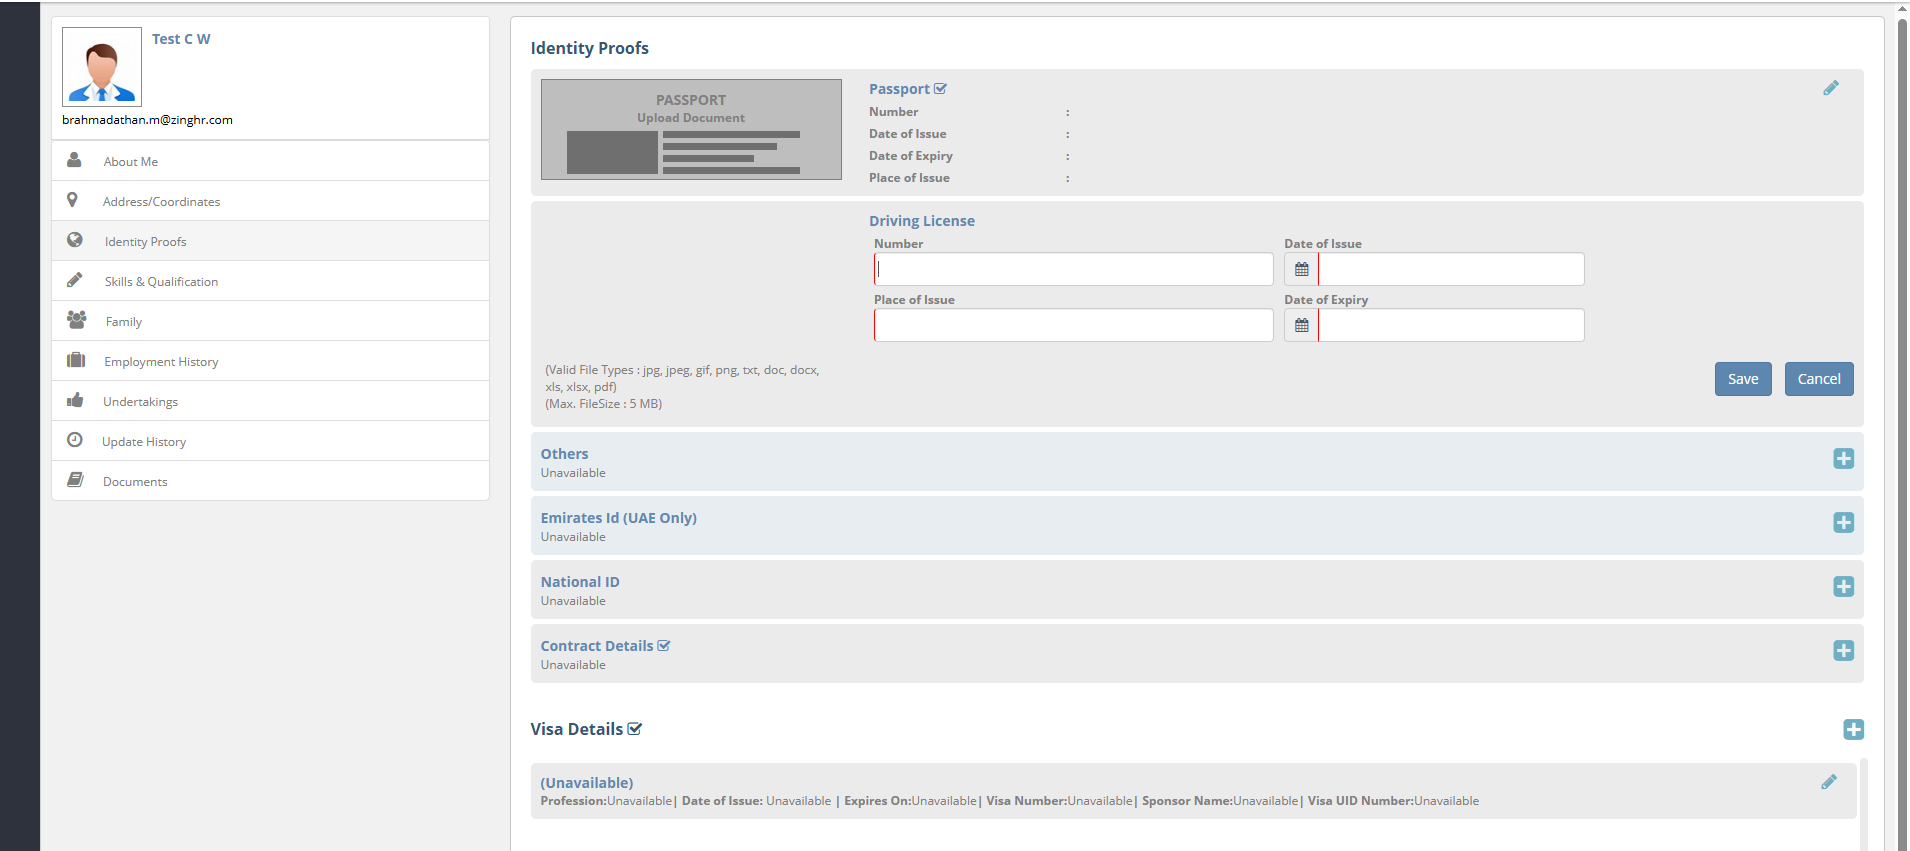 Test C W
brahmadathan.m@zinghr.com
About Me
Address/Coordinates
Identity Proofs
Skills & Qualification
Family
Employment History
Undertakings
Update History
Documents
Identity Proofs
PASSPORT
Upload Document
Passport
Number :
Date of Issue :
Date of Expiry :
Place of Issue :
Driving License
Number Date of Issue
Place of Issue Date of Expiry
(Valid File Types : jpg, jpeg, gif, png, txt, doc, docx,
xls, xlsx, pdf)
(Max. FileSize : 5 MB)
Save Cancel
Others
Unavailable
Emirates Id (UAE Only)
Unavailable
National ID
Unavailable
Contract Details
Unavailable
Visa Details
(Unavailable)
Profession:Unavailable| Date of Issue: Unavailable | Expires On:Unavailable| Visa Number:Unavailable| Sponsor Name:Unavailable| Visa UID Number:Unavailable